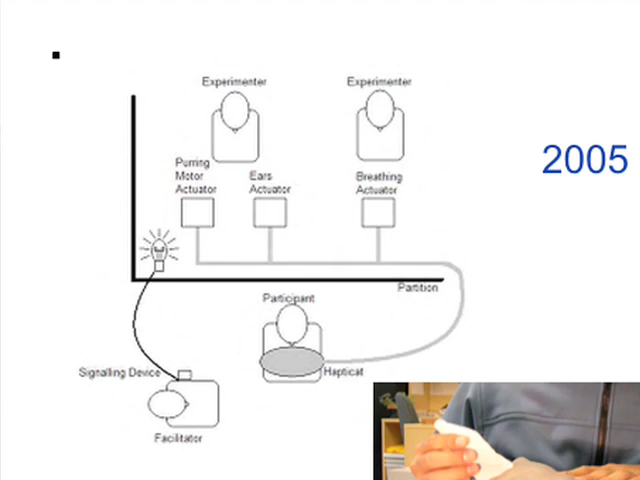 Experimenter
Experimenter
2005
Purring
Motor
Actuator
Ears
Actuator
Breathing
Actuator
Partition
Participant
Signalling Device
Hapticat
Facilitator